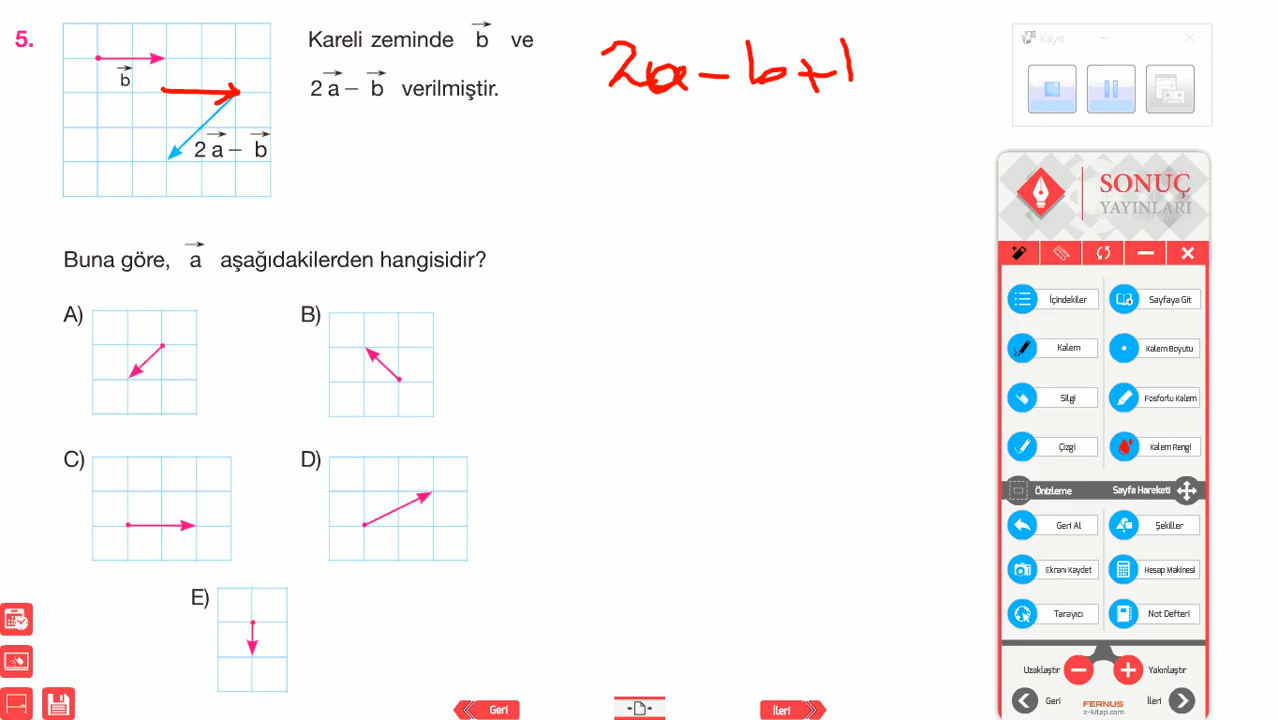 5.
Kareli zeminde b ve
2a – b verilmiştir.
b
2a – b
2a – b + 1
Buna göre, a aşağıdakilerden hangisidir?
A)
B)
C)
D)
E)
Kayıt
SONUÇ
YAYINLARI
İçindekiler
Sayfaya Git
Kalem
Kalem Boyutu
Silgi
Fosforlu Kalem
Çizgi
Kalem Rengi
Önizleme
Sayfa Hareketi
Geri Al
Şekiller
Ekranı Kaydet
Hesap Makinesi
Tarayıcı
Not Defteri
Uzaklaştır
Yakınlaştır
Geri
FERNUS
z-kitap.com
İleri
Geri
İleri